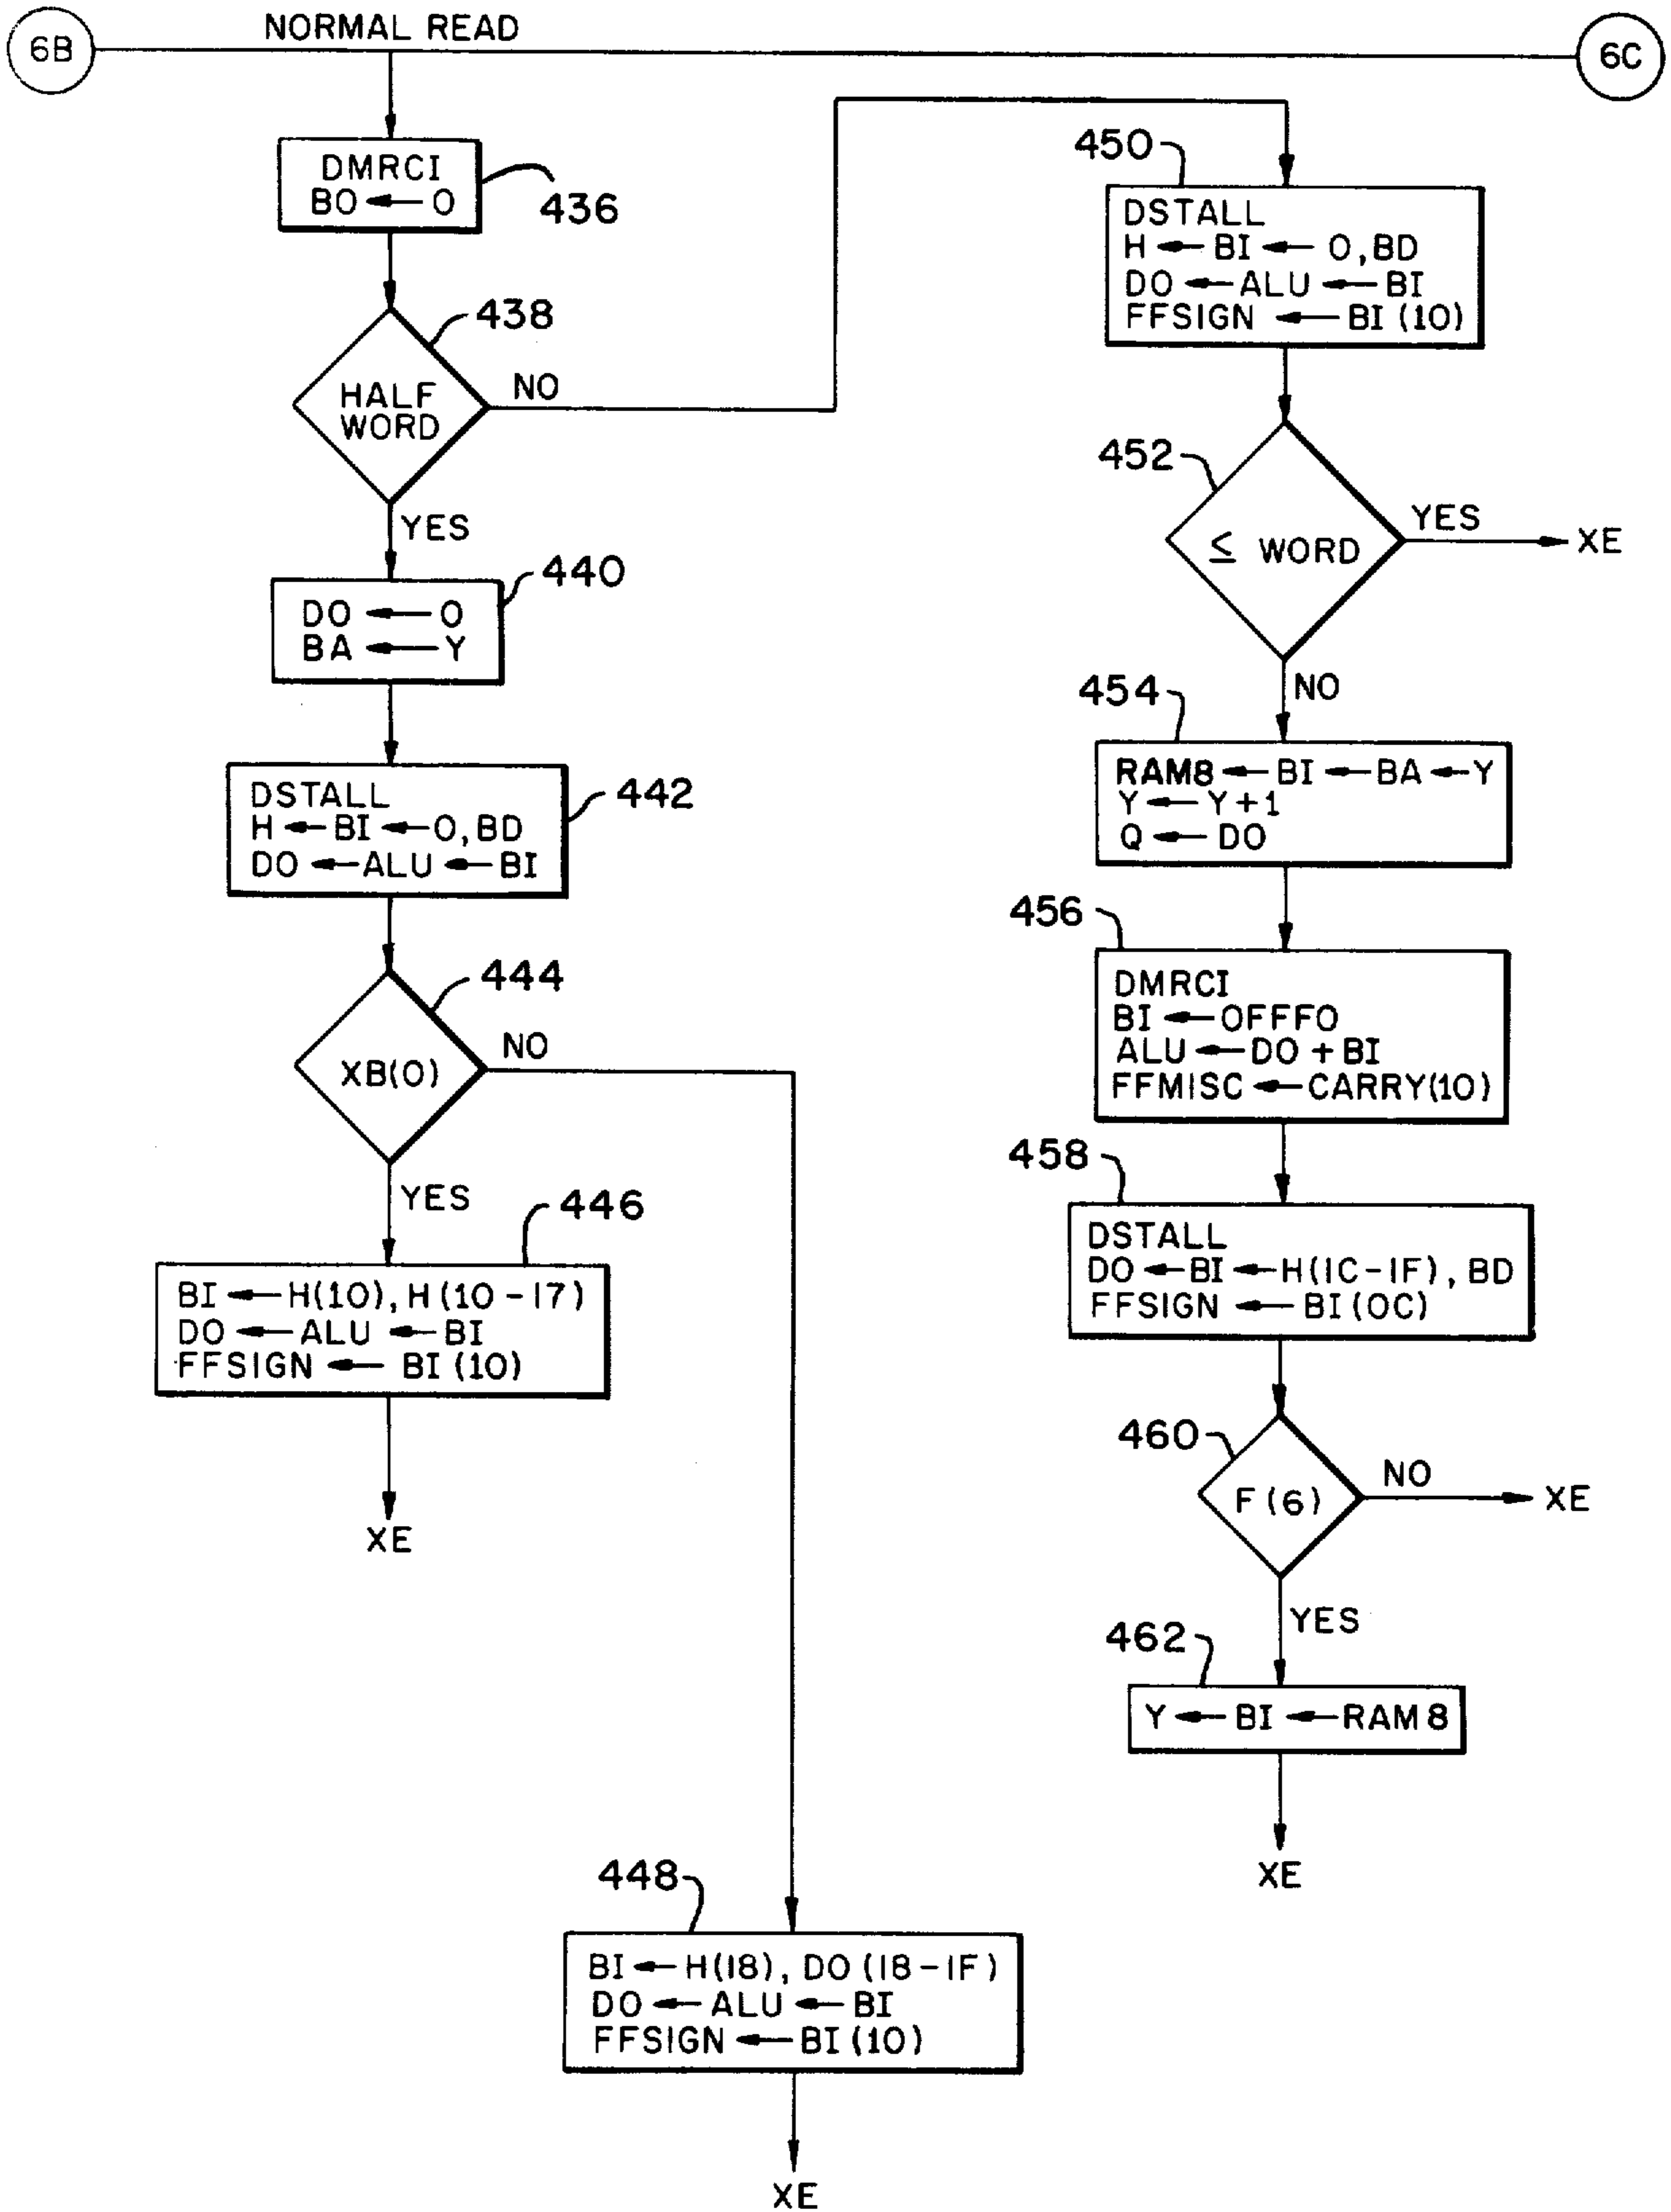 6B
NORMAL READ
6C
DMRCI
BO ← O
436
438
HALF
WORD
NO
YES
440
DO ← O
BA ← Y
442
DSTALL
H ← BI ← O,BD
DO ← ALU ← BI
444
XB(O)
NO
YES
446
BI ← H(10), H(10-17)
DO ← ALU ← BI
FFSIGN ← BI (10)
XE
448
BI ← H(18), DO (18-1F)
DO ← ALU ← BI
FFSIGN ← BI (10)
XE
450
DSTALL
H ← BI ← O,BD
DO ← ALU ← BI
FFSIGN ← BI (10)
452
≤ WORD
YES
XE
NO
454
RAM8 ← BI ← BA ← Y
Y ← Y+1
Q ← DO
456
DMRCI
BI ← OFFFO
ALU ← DO + BI
FFMISC ← CARRY(10)
458
DSTALL
DO ← BI ← H(1C-1F), BD
FFSIGN ← BI (OC)
460
F (6)
NO
XE
YES
462
Y ← BI ← RAM 8
XE